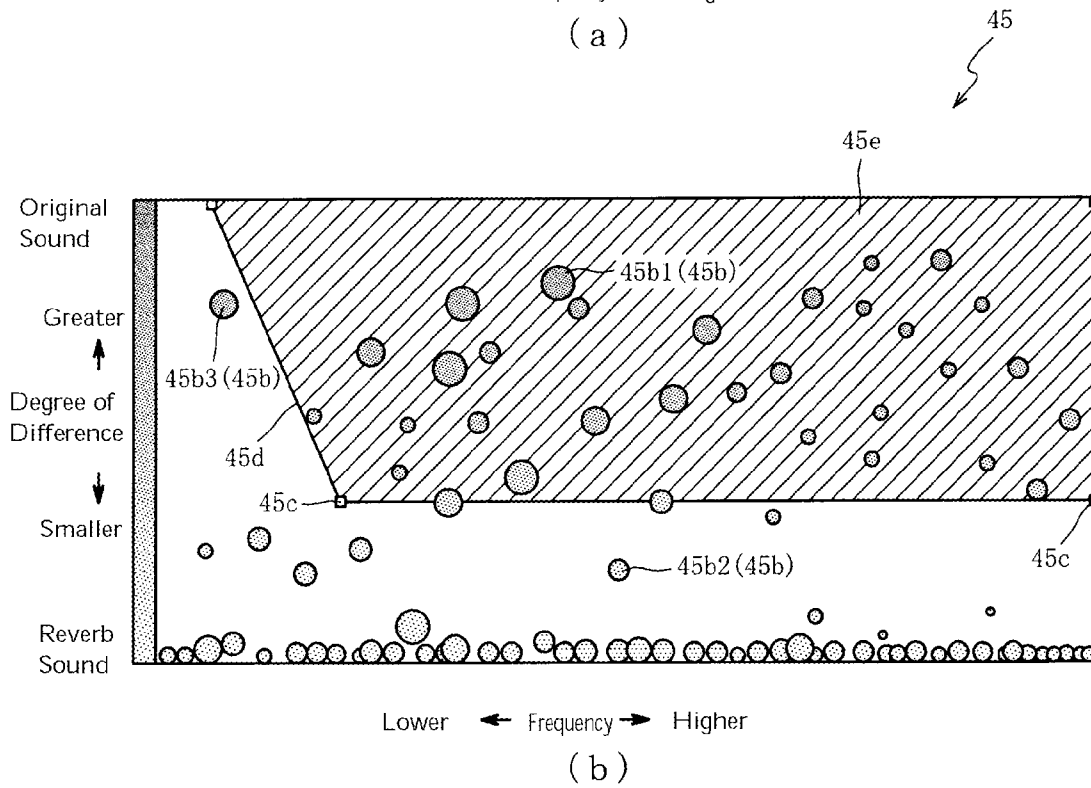 (a)
45
45e
Original
Sound
45b1(45b)
Greater
45b3(45b)
Degree of
Difference
45d
45c
Smaller
45b2(45b)
45c
Reverb
Sound
Lower Frequency Higher
(b)